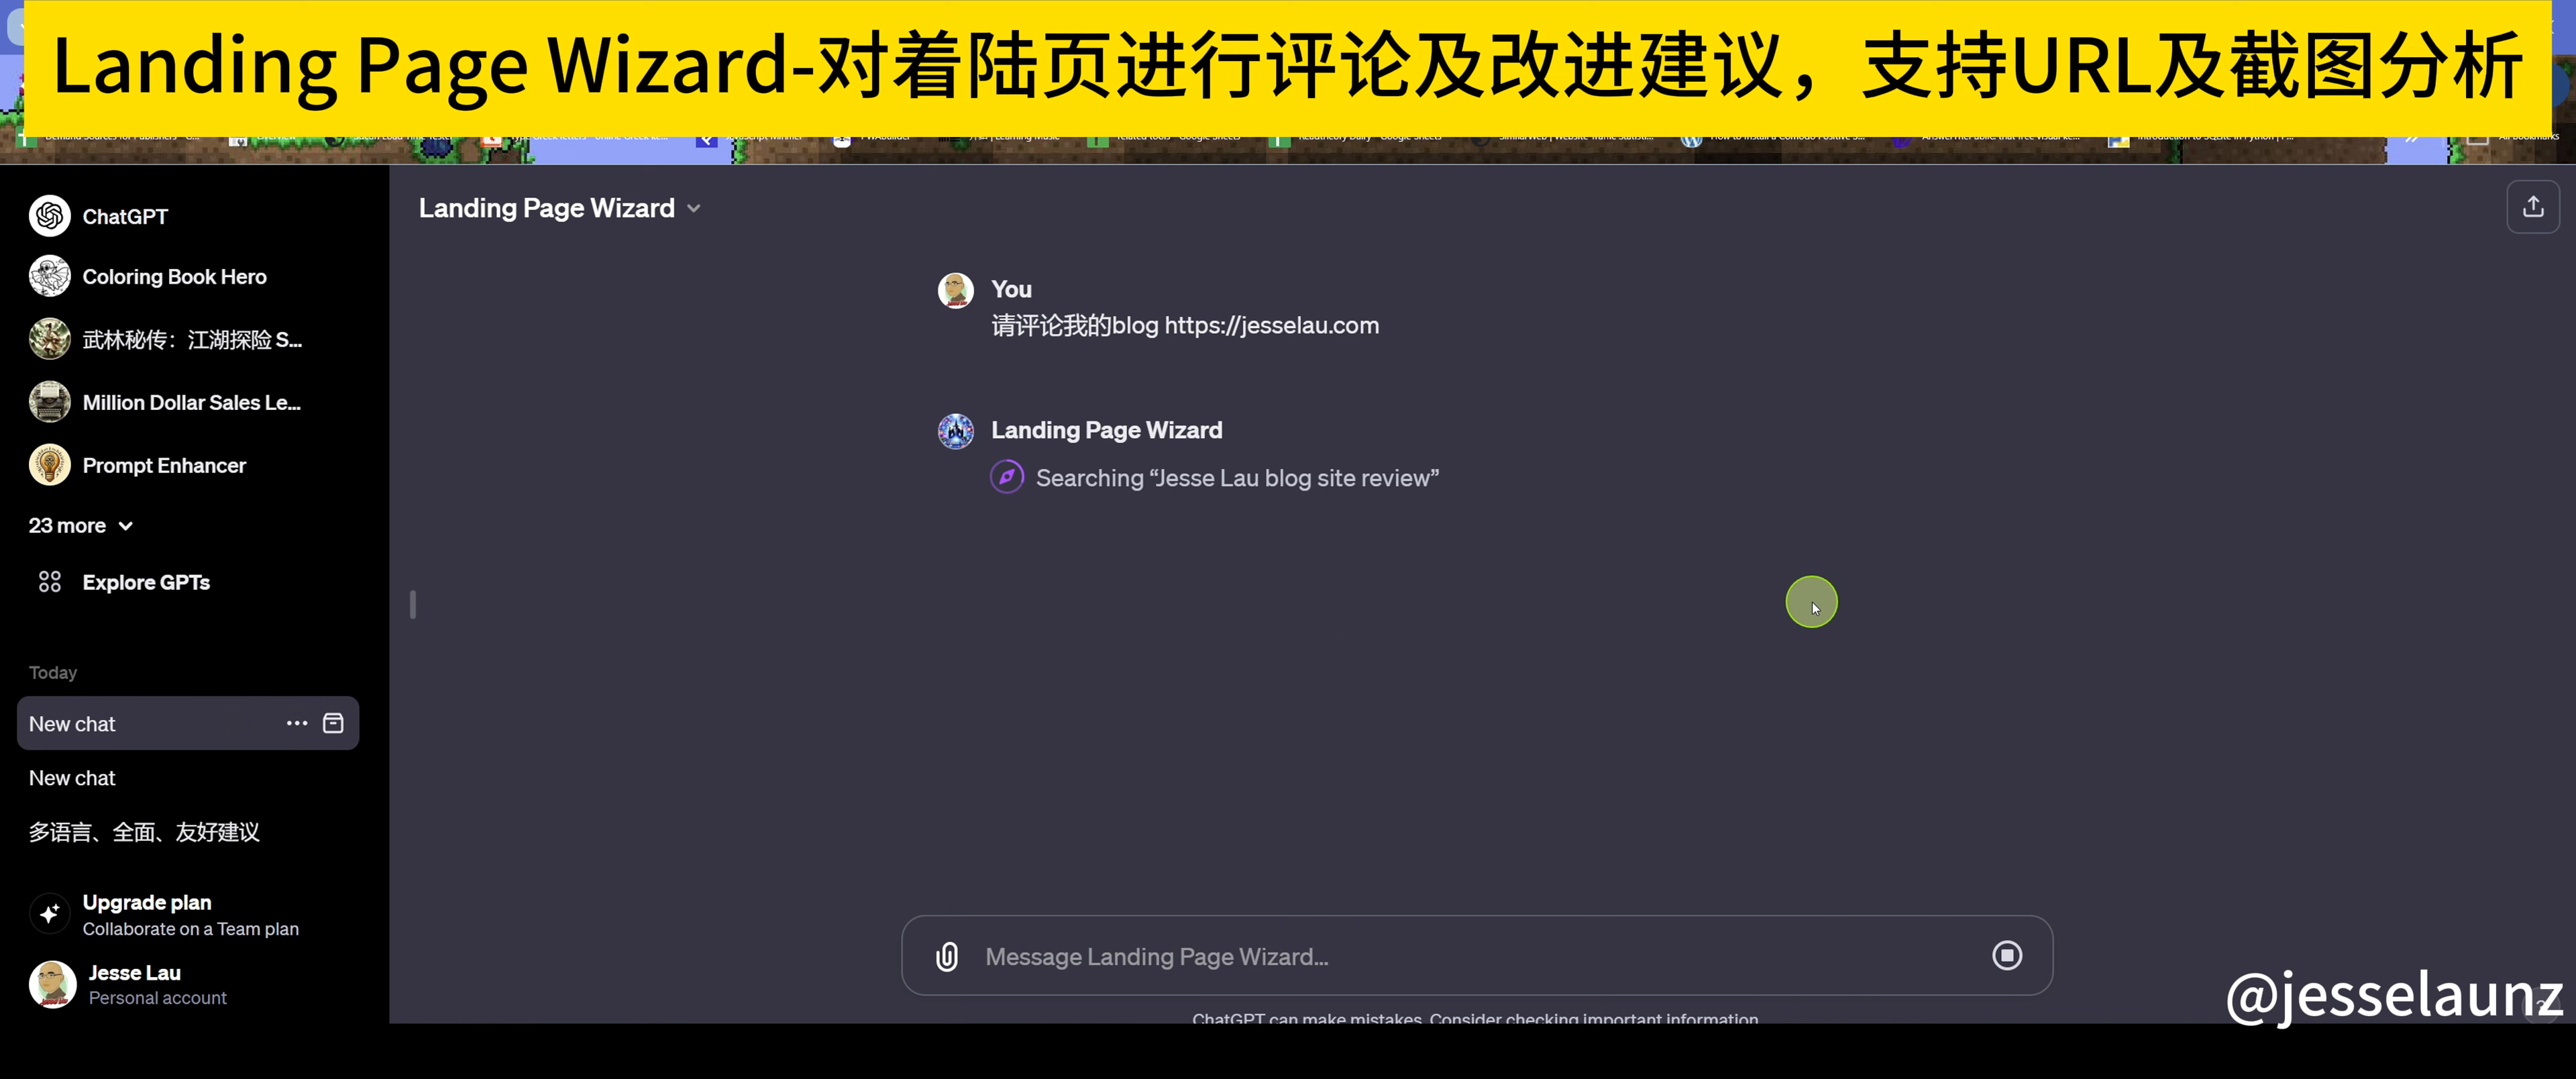 Landing Page Wizard-对着陆页进行评论及改进建议，支持URL及截图分析
ChatGPT
Coloring Book Hero
武林秘传：江湖探险 S...
Million Dollar Sales Le...
Prompt Enhancer
23 more
Explore GPTs
Today
New chat
New chat
多语言、全面、友好建议
Upgrade plan
Collaborate on a Team plan
Jesse Lau
Personal account
Landing Page Wizard
You
请评论我的blog https://jesselau.com
Landing Page Wizard
Searching “Jesse Lau blog site review”
Message Landing Page Wizard...
ChatGPT can make mistakes. Consider checking important information.
@jesselaunz